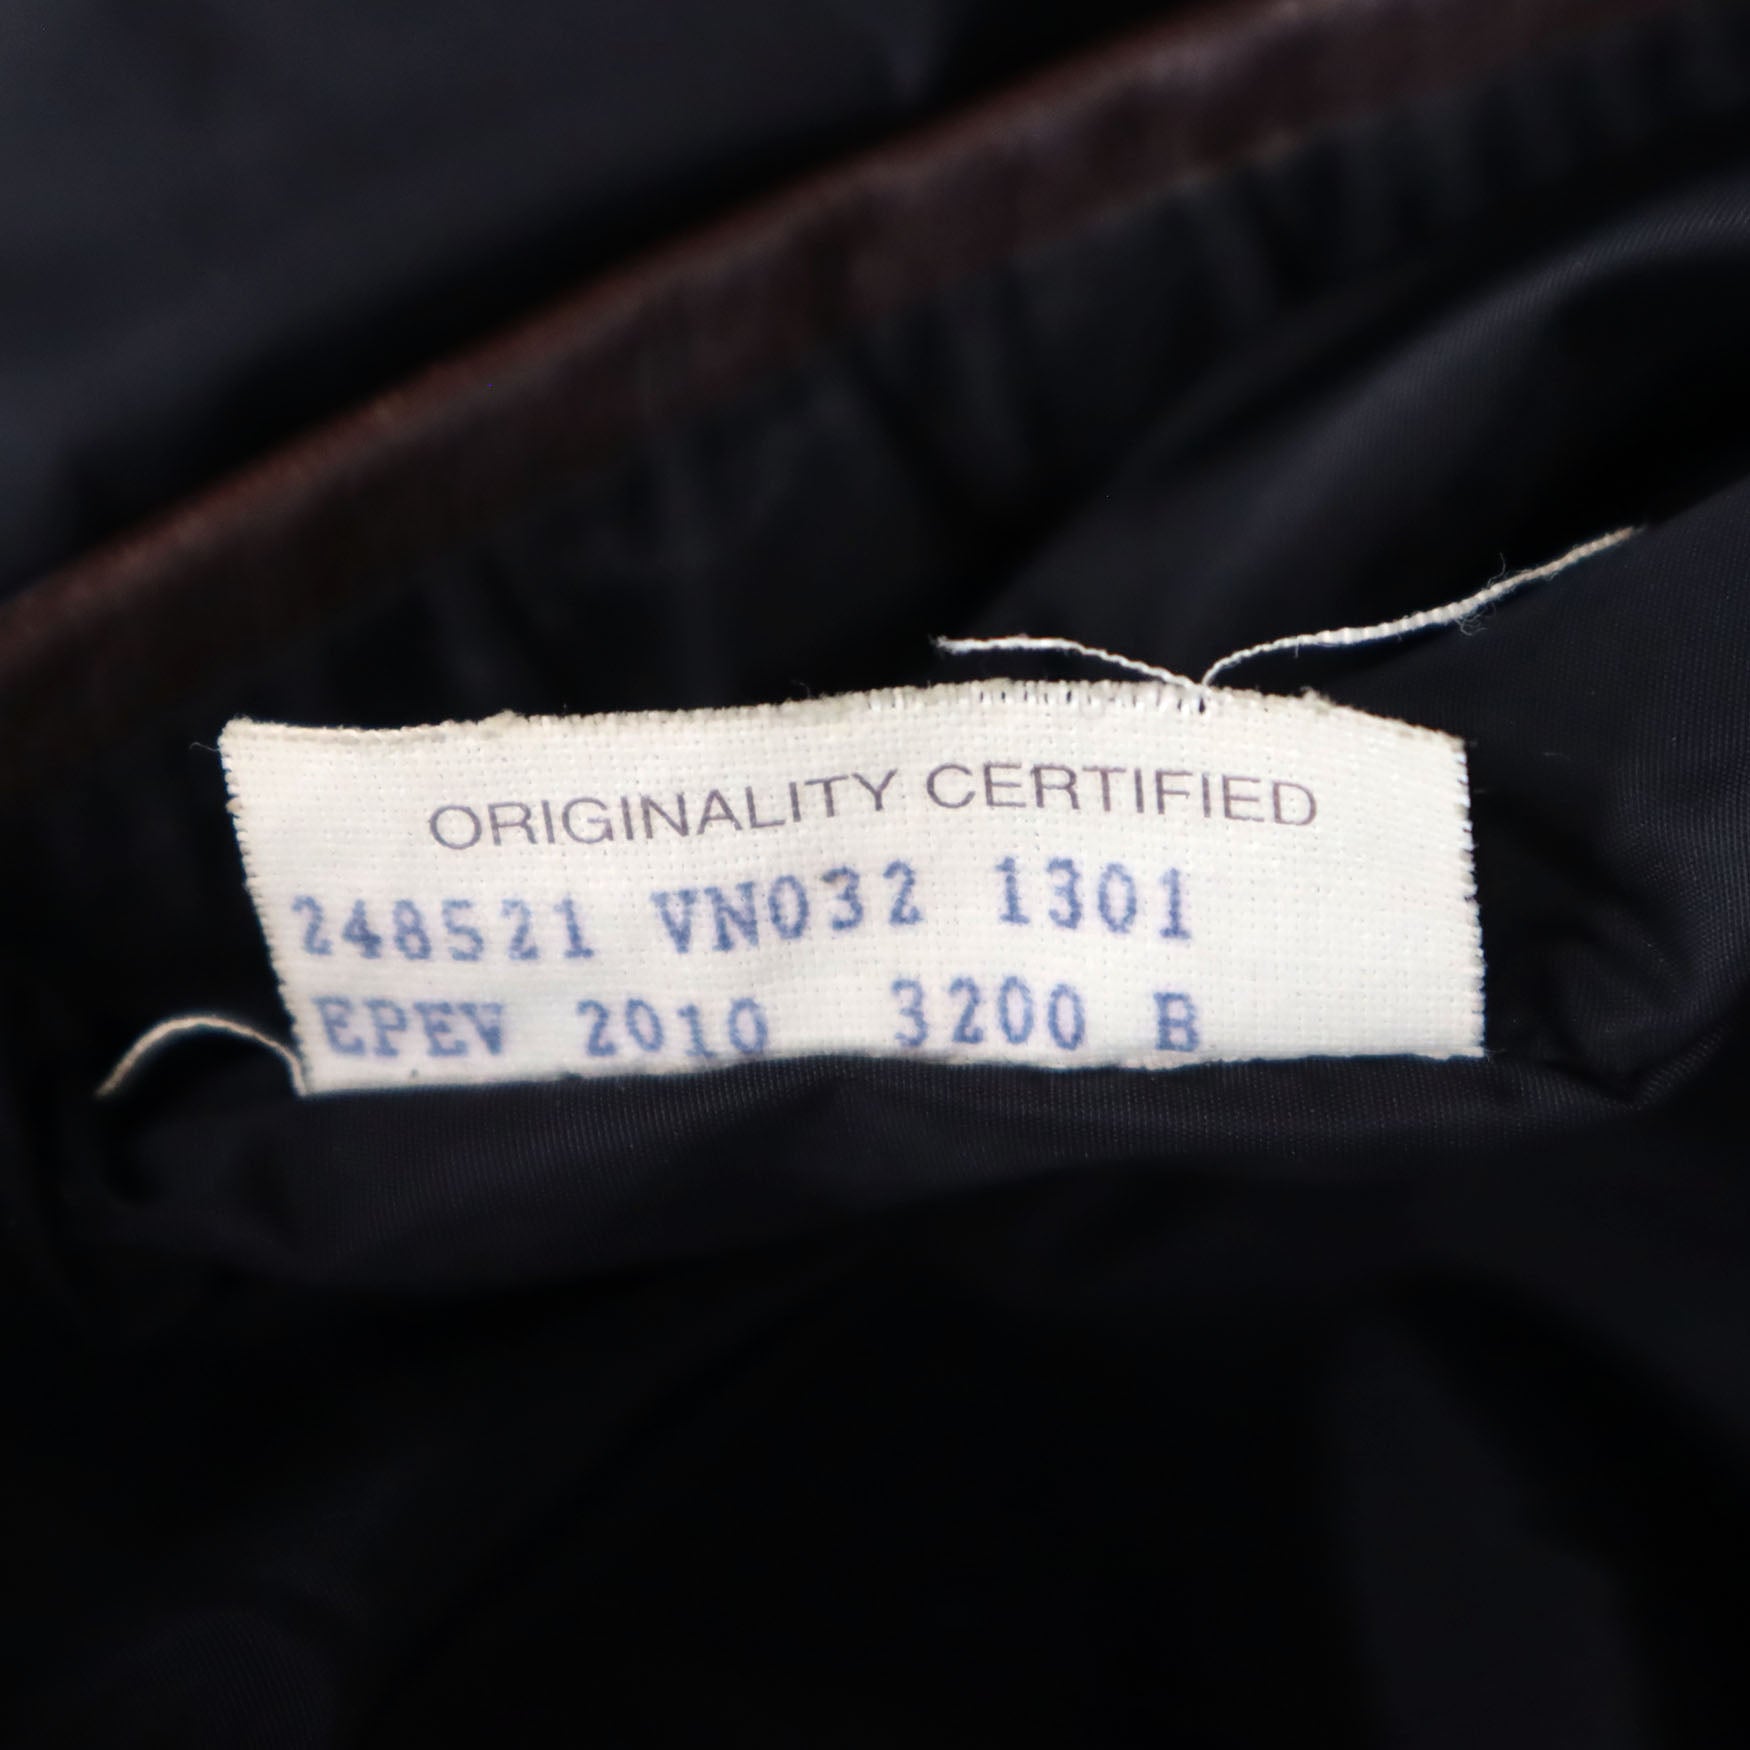 ORIGINALITY CERTIFIED
248521 VN032 1301
EPEV 2010 3200 B